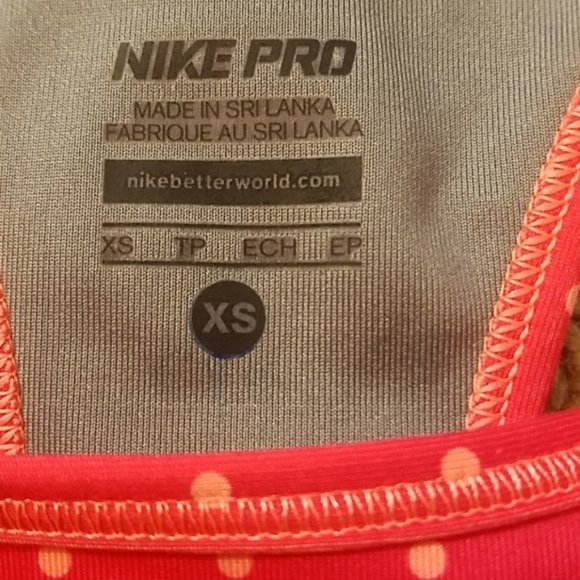 NIKE PRO
MADE IN SRI LANKA
FABRIQUE AU SRI LANKA
nikebetterworld.com
XS TP ECH EP
XS